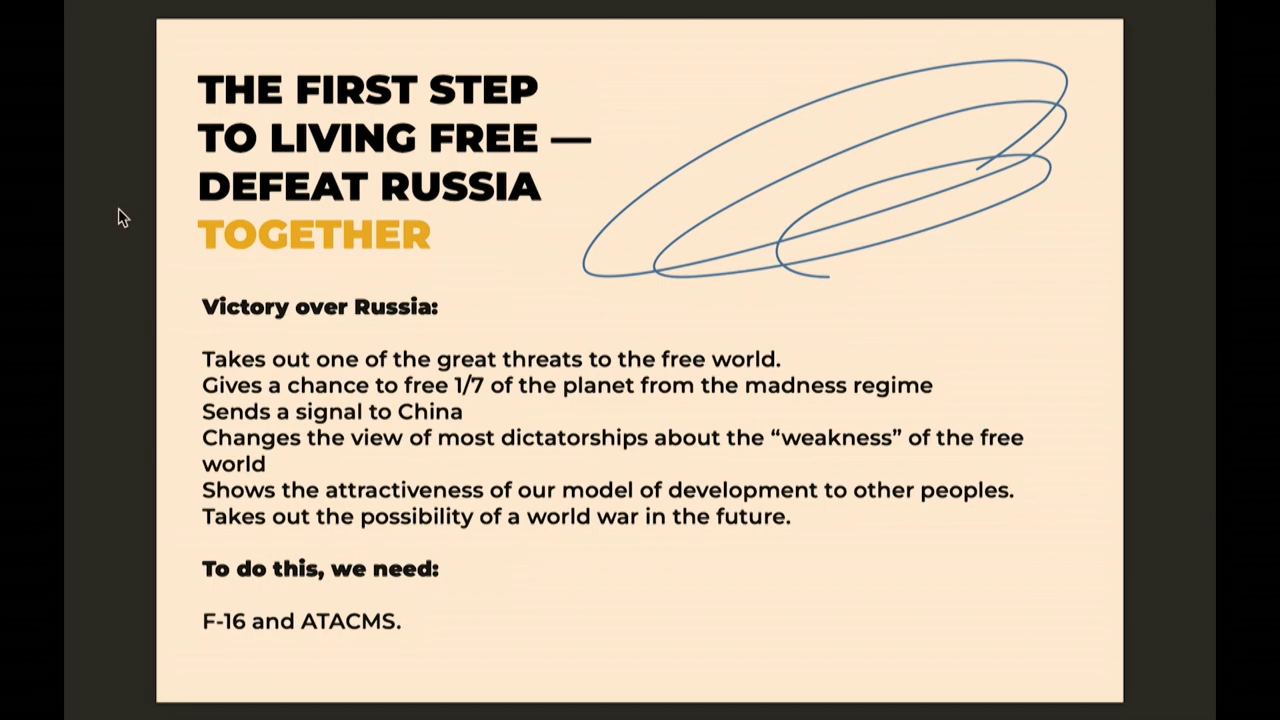 THE FIRST STEP
TO LIVING FREE —
DEFEAT RUSSIA
TOGETHER
Victory over Russia:
Takes out one of the great threats to the free world.
Gives a chance to free 1/7 of the planet from the madness regime
Sends a signal to China
Changes the view of most dictatorships about the “weakness” of the free
world
Shows the attractiveness of our model of development to other peoples.
Takes out the possibility of a world war in the future.
To do this, we need:
F-16 and ATACMS.